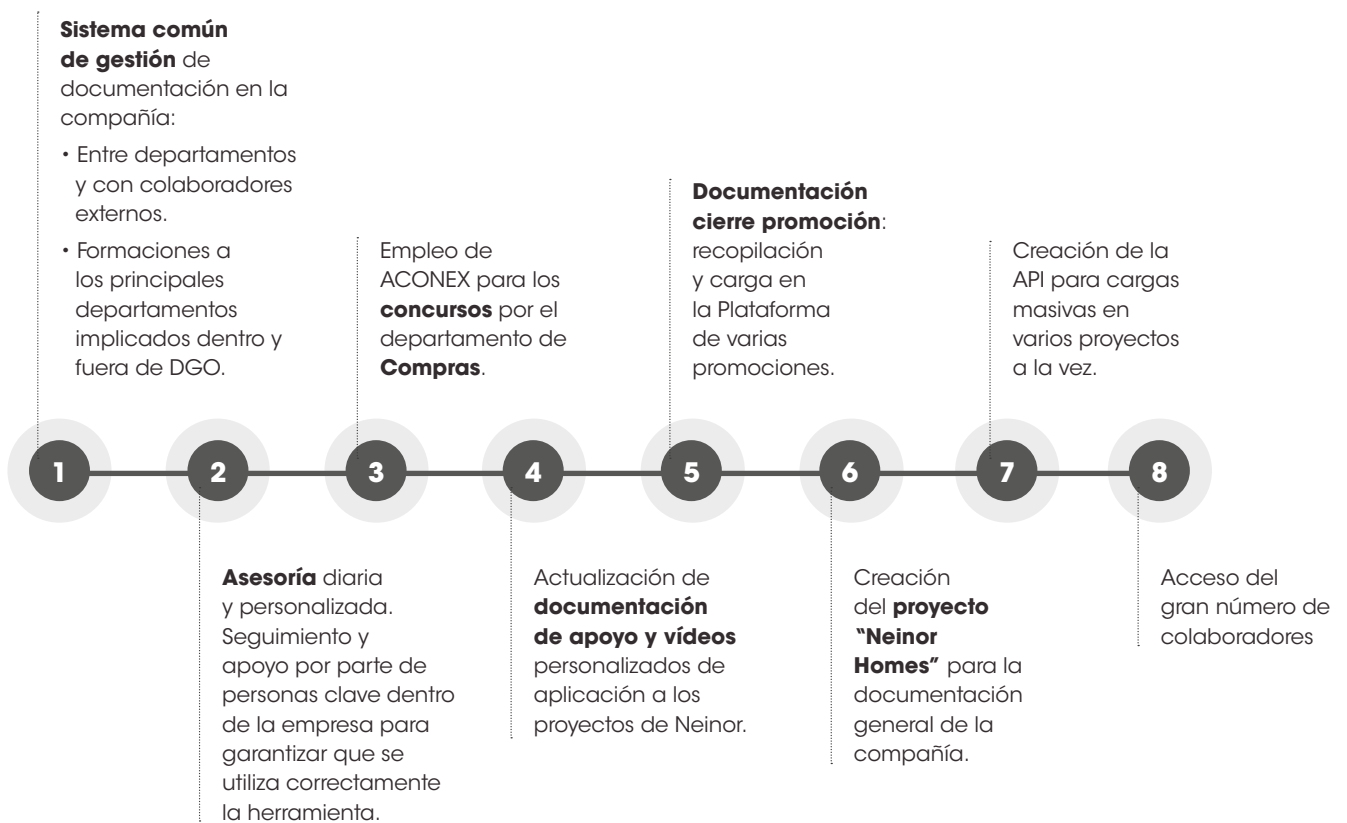 Sistema común
de gestión de
documentación en la
compañía:
• Entre departamentos
y con colaboradores
externos.
• Formaciones a
los principales
departamentos
implicados dentro y
fuera de DGO.
Empleo de
ACONEX para los
concursos por el
departamento de
Compras.
Documentación
cierre promoción:
recopilación
y carga en
la Plataforma
de varias
promociones.
Creación de la
API para cargas
masivas en
varios proyectos
a la vez.
1
2
3
4
5
6
7
8
Asesoría diaria
y personalizada.
Seguimiento y
apoyo por parte de
personas clave dentro
de la empresa para
garantizar que se
utiliza correctamente
la herramienta.
Actualización de
documentación
de apoyo y vídeos
personalizados de
aplicación a los
proyectos de Neinor.
Creación
del proyecto
“Neinor
Homes” para la
documentación
general de la
compañía.
Acceso del
gran número de
colaboradores